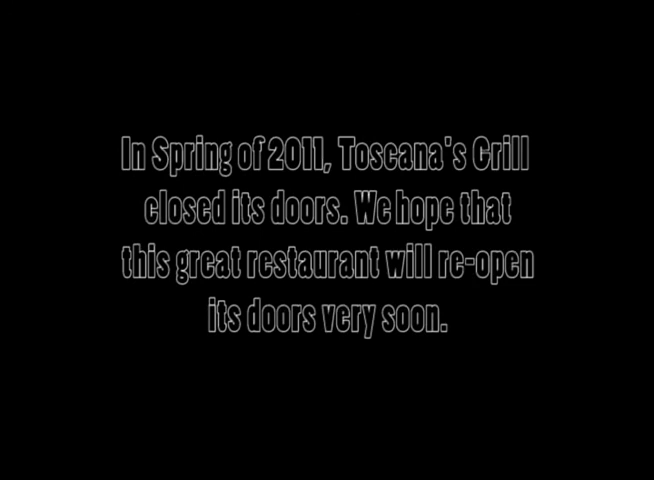 In Spring of 2011, Toscana's Grill
closed its doors. We hope that
this great restaurant will re-open
its doors very soon.